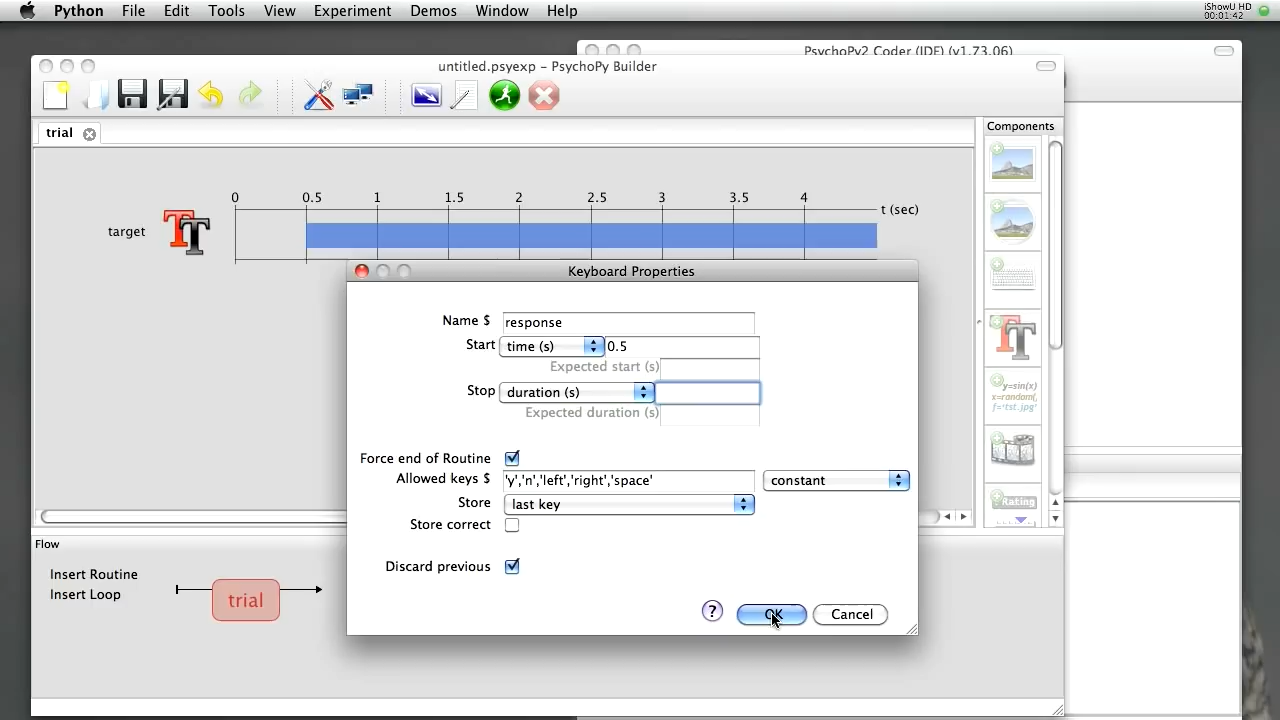 Python File Edit Tools View Experiment Demos Window Help
iShowU HD
00:01:42
PsychoPy2 Coder (IDE) (v1.73.06)
untitled.psyexp – PsychoPy Builder
trial
Components
0 0.5 1 1.5 2 2.5 3 3.5 4
t (sec)
target
y=sin(x)
x=random(
f='tst.jpg'
Rating
Keyboard Properties
Name $ response
Start time (s) 0.5
Expected start (s)
Stop duration (s)
Expected duration (s)
Force end of Routine
Allowed keys $ 'y','n','left','right','space' constant
Store last key
Store correct
Discard previous
? OK Cancel
Flow
Insert Routine
Insert Loop
trial